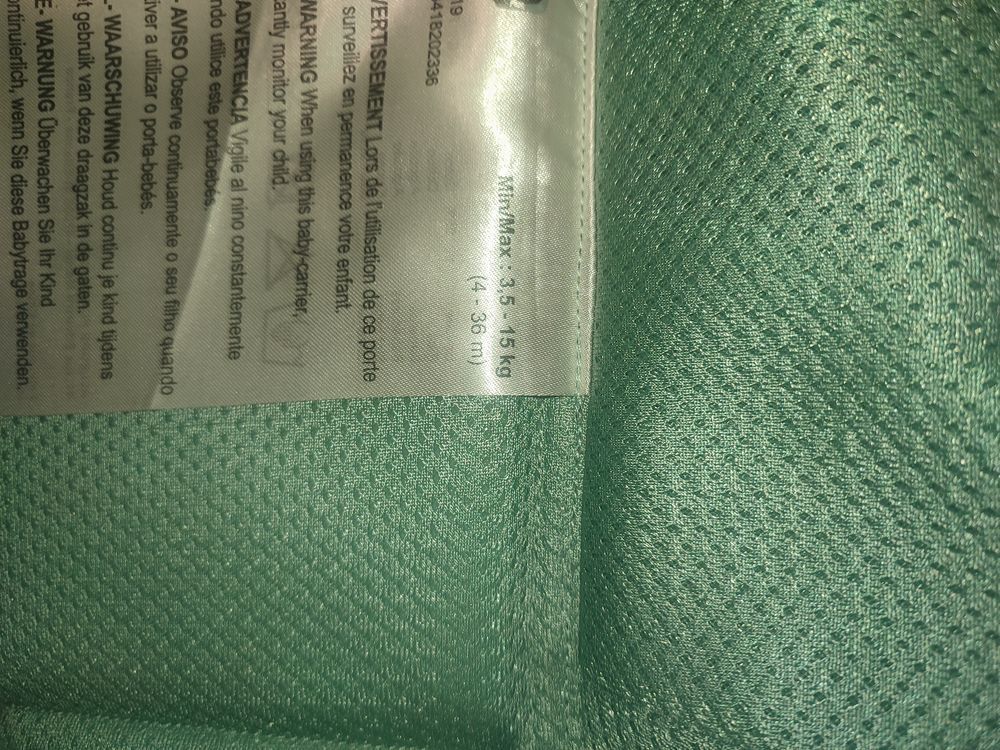 Min/Max : 3,5 - 15 kg
(4 - 36 m)
19
418202336
VERTISSEMENT Lors de l'utilisation de ce porte
surveillez en permanence votre enfant.
WARNING When using this baby-carrier,
antly monitor your child.
ADVERTENCIA Vigile al nino constantemente
ndo utilice este portabebés.
- AVISO Observe continuamente o seu filho quando
iver a utilizar o porta-bebés.
- WAARSCHUWING Houd continu je kind tijdens
et gebruik van deze draagzak in de gaten.
E- WARNUNG Überwachen Sie Ihr Kind
ontinuierlich, wenn Sie diese Babytrage verwenden.